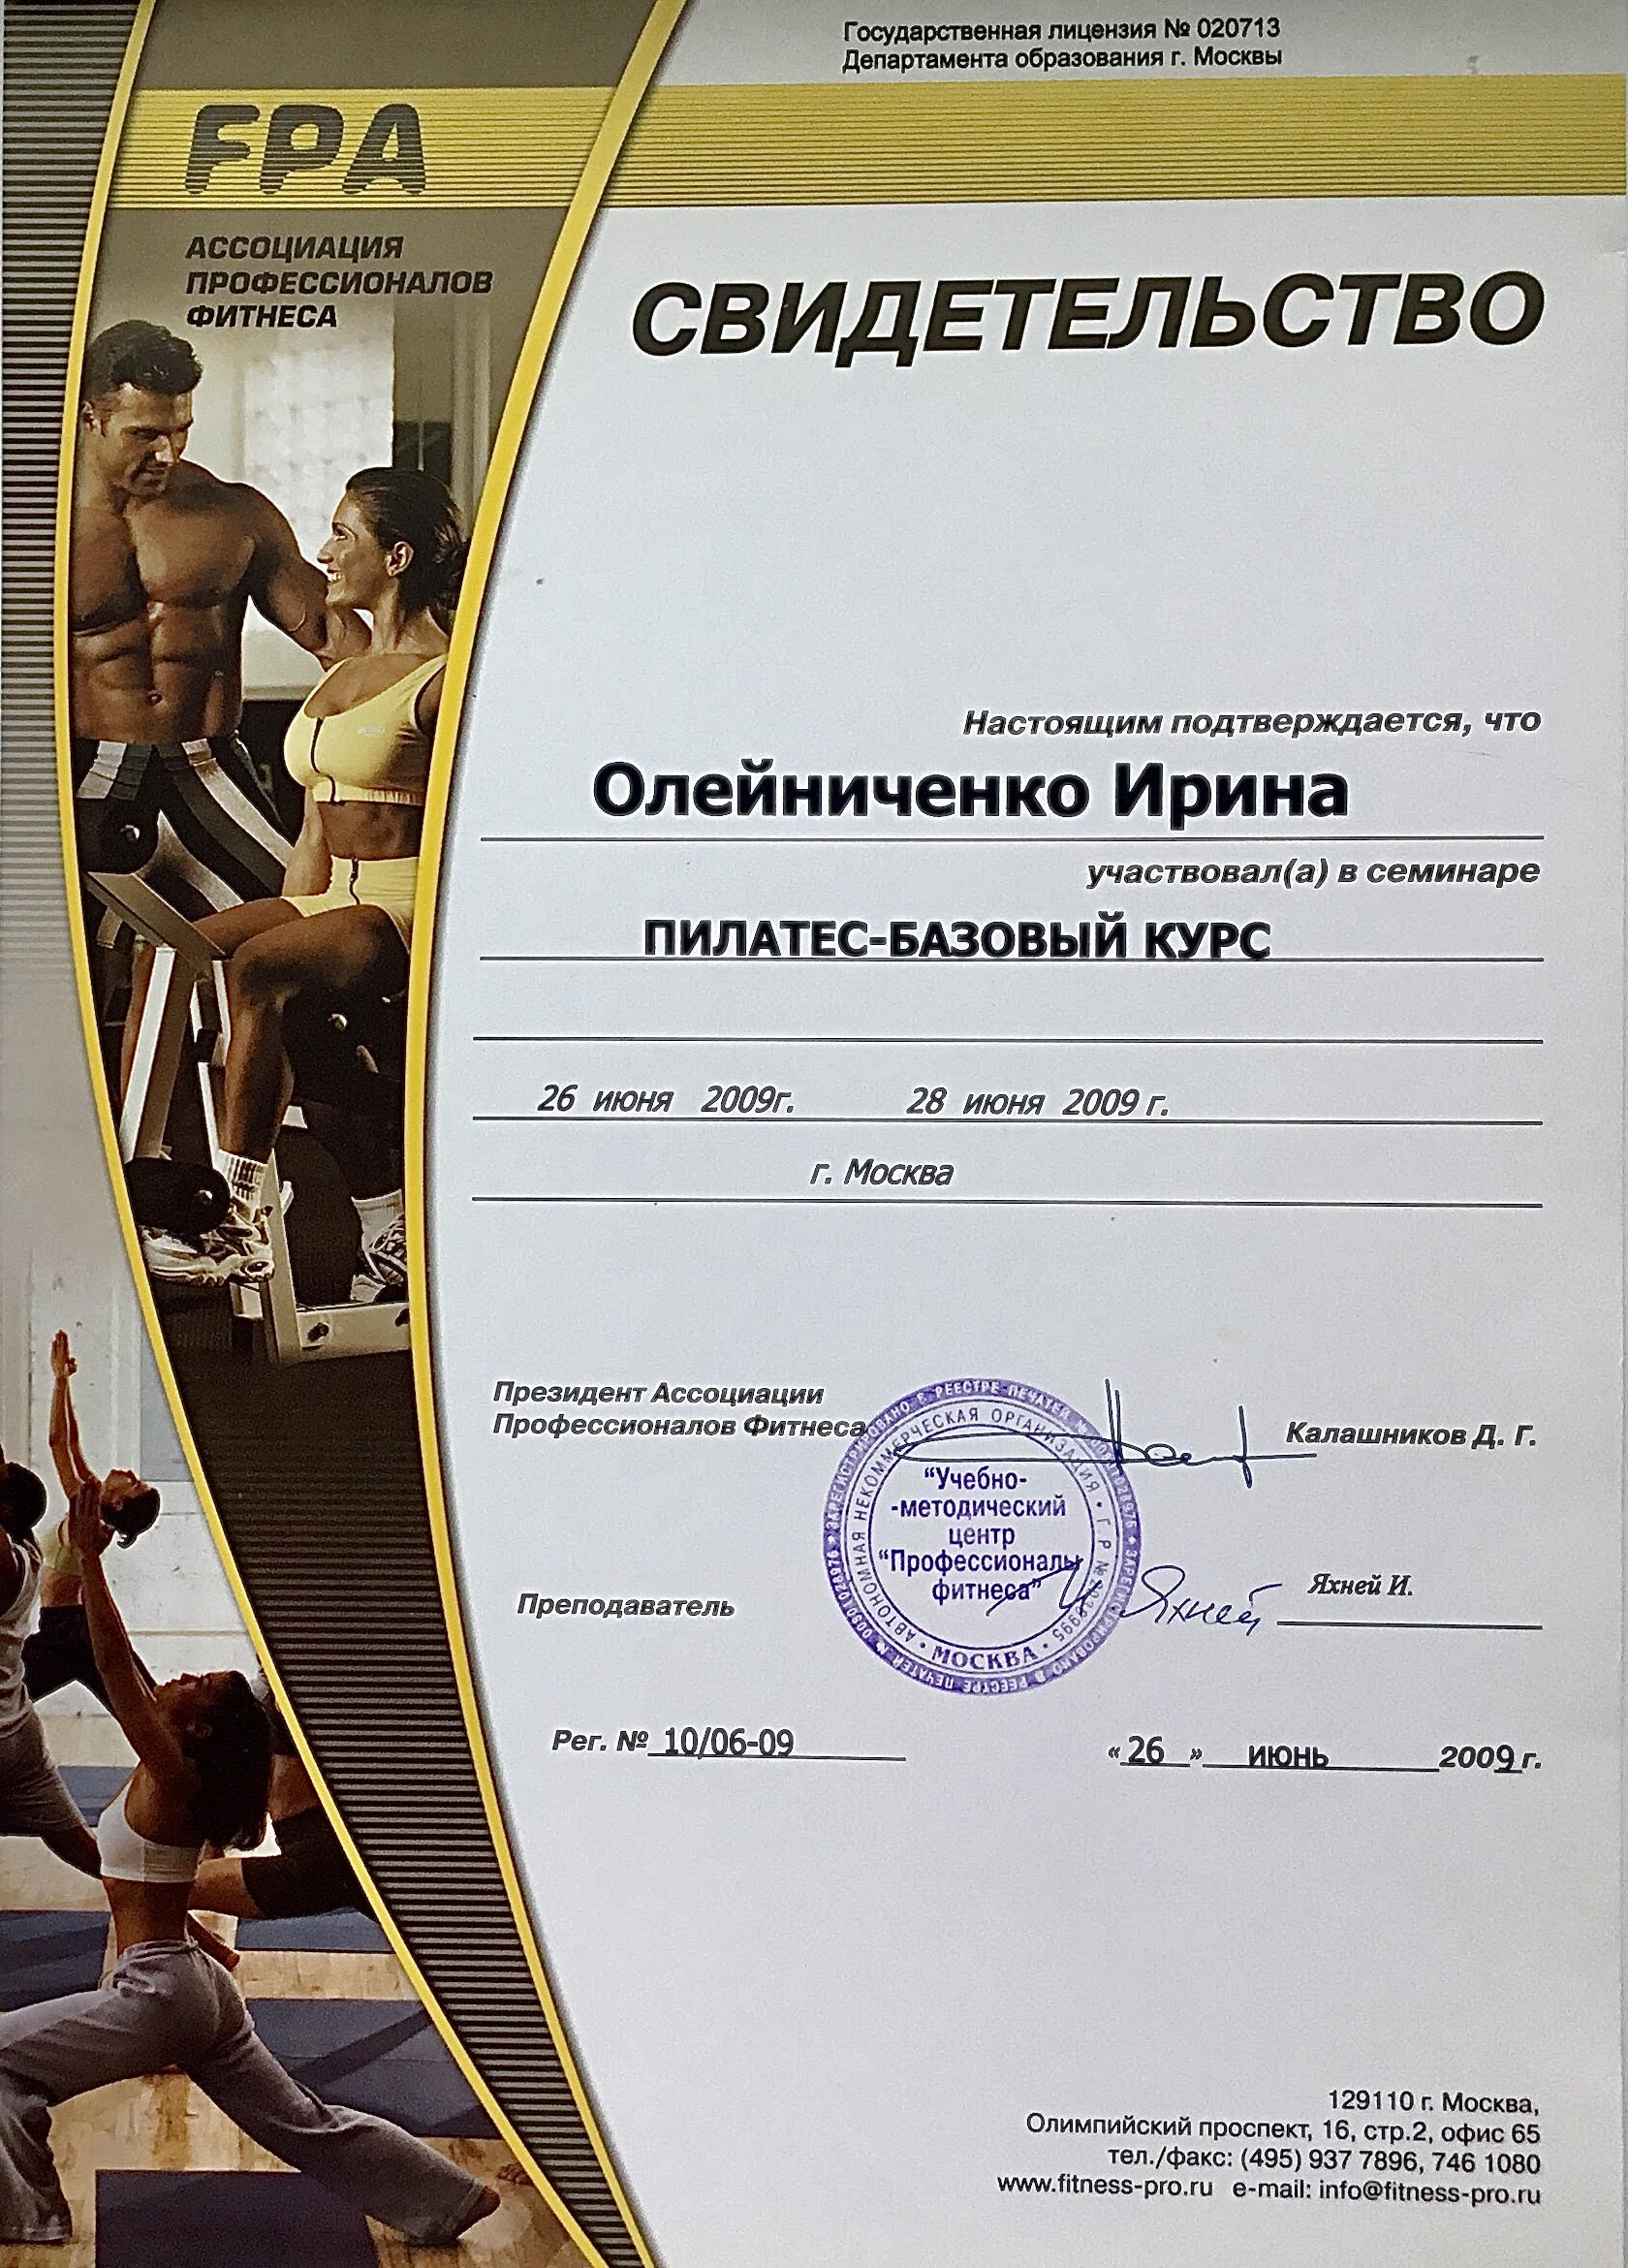 Государственная лицензия № 020713
Департамента образования г. Москвы
FPA
АССОЦИАЦИЯ
ПРОФЕССИОНАЛОВ
ФИТНЕСА
СВИДЕТЕЛЬСТВО
Настоящим подтверждается, что
Олейниченко Ирина
участвовал(а) в семинаре
ПИЛАТЕС-БАЗОВЫЙ КУРС
26 июня 2009г. 28 июня 2009 г.
г. Москва
Президент Ассоциации
Профессионалов Фитнеса
Калашников Д. Г.
АВТОНОМНАЯ НЕКОММЕРЧЕСКАЯ ОРГАНИЗАЦИЯ
"Учебно-
-методический
центр
"Профессионалы
фитнеса"
МОСКВА
Преподаватель
И. Яхней
Яхней И.
Рег. № 10/06-09
«26» июнь 2009 г.
129110 г. Москва,
Олимпийский проспект, 16, стр.2, офис 65
тел./факс: (495) 937 7896, 746 1080
www.fitness-pro.ru e-mail: info@fitness-pro.ru